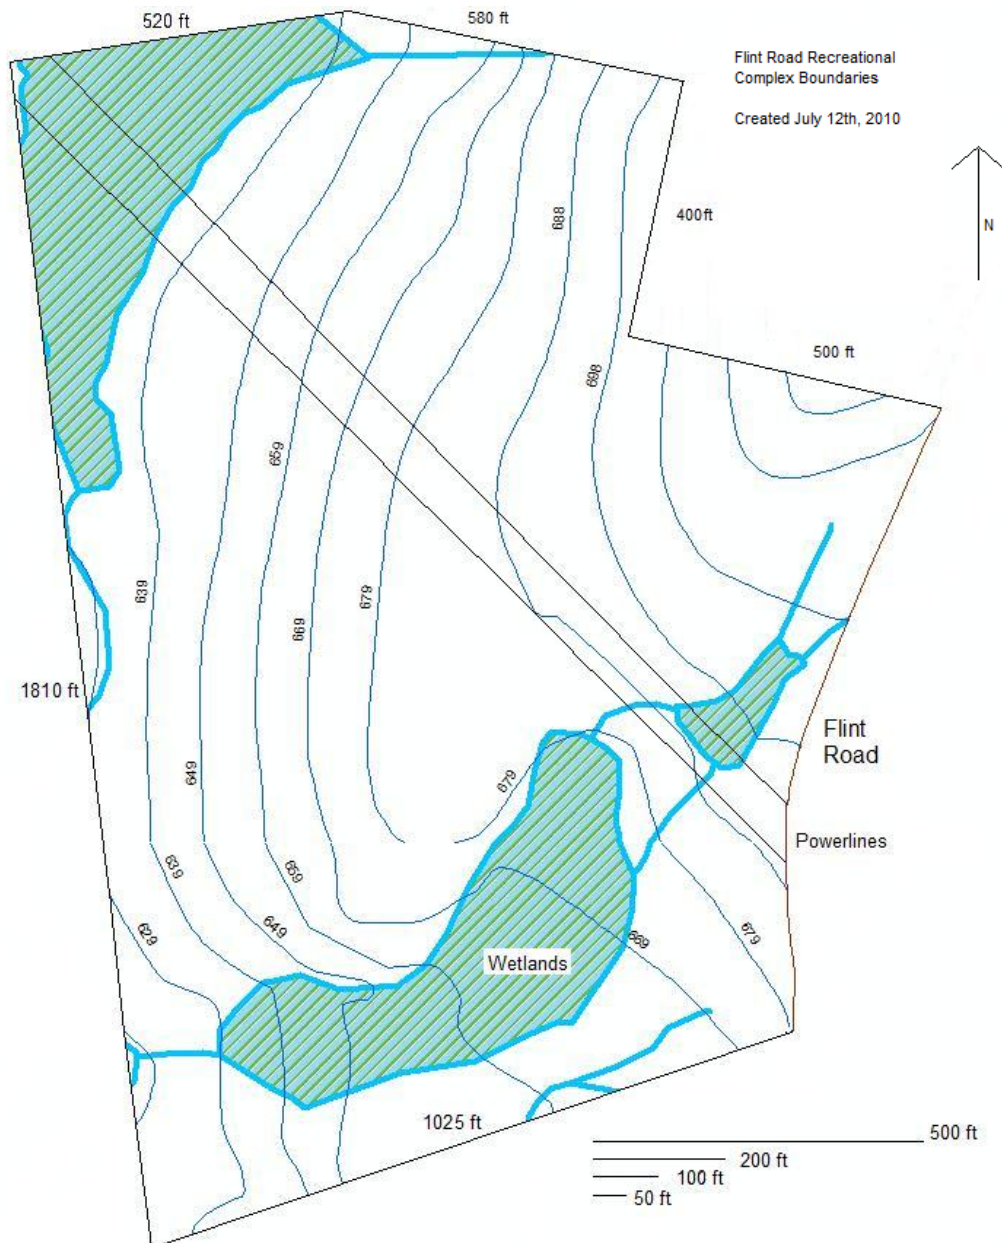 520 ft
580 ft
Flint Road Recreational
Complex Boundaries
Created July 12th, 2010
N
400ft
688
500 ft
698
659
639
679
669
1810 ft
Flint
Road
649
679
Powerlines
639
659
629
649
669
679
Wetlands
1025 ft
500 ft
200 ft
100 ft
50 ft